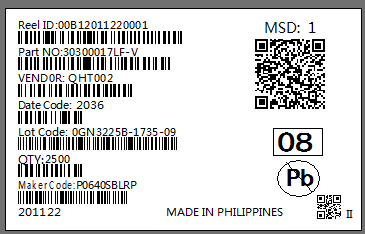 Reel ID:00B12011220001
MSD: 1
Part NO:30300017LF-V
VENDOR: QHT002
Date Code: 2036
Lot Code: 0GN3225B-1735-09
08
QTY:2500
Pb
MakerCode:P0640SBLRP
201122
MADE IN PHILIPPINES
II